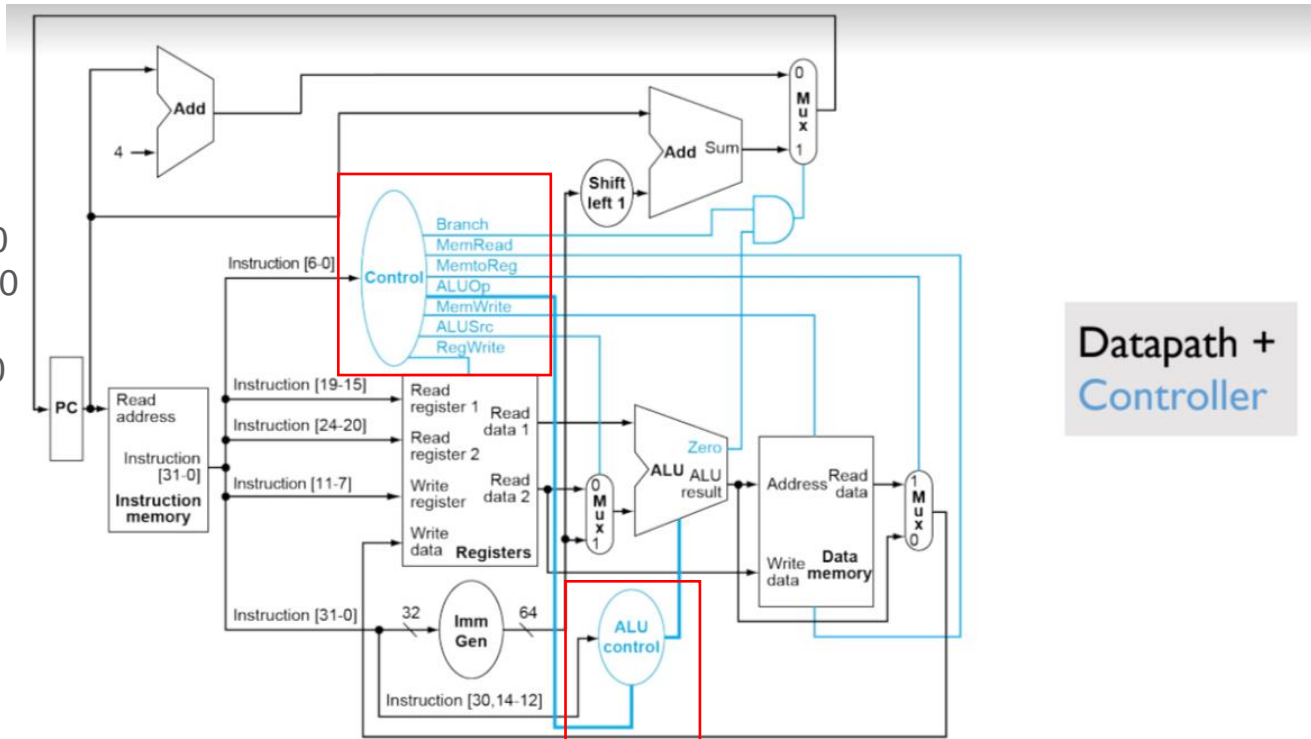 0
0
0
Add
4
Add Sum
Shift
left 1
0
M
u
x
1
Branch
MemRead
MemtoReg
ALUOp
MemWrite
ALUSrc
RegWrite
Control
Instruction [6-0]
Instruction [19-15]
Instruction [24-20]
Instruction [11-7]
Instruction [31-0]
PC
Read
address
Instruction
[31-0]
Instruction
memory
Read
register 1
Read
register 2
Write
register
Write
data
Registers
Read
data 1
Read
data 2
0
M
u
x
1
Zero
ALU
ALU
result
Address
Read
data
Write
data
Data
memory
1
M
u
x
0
32
Imm
Gen
64
ALU
control
Instruction [30,14-12]
Datapath +
Controller